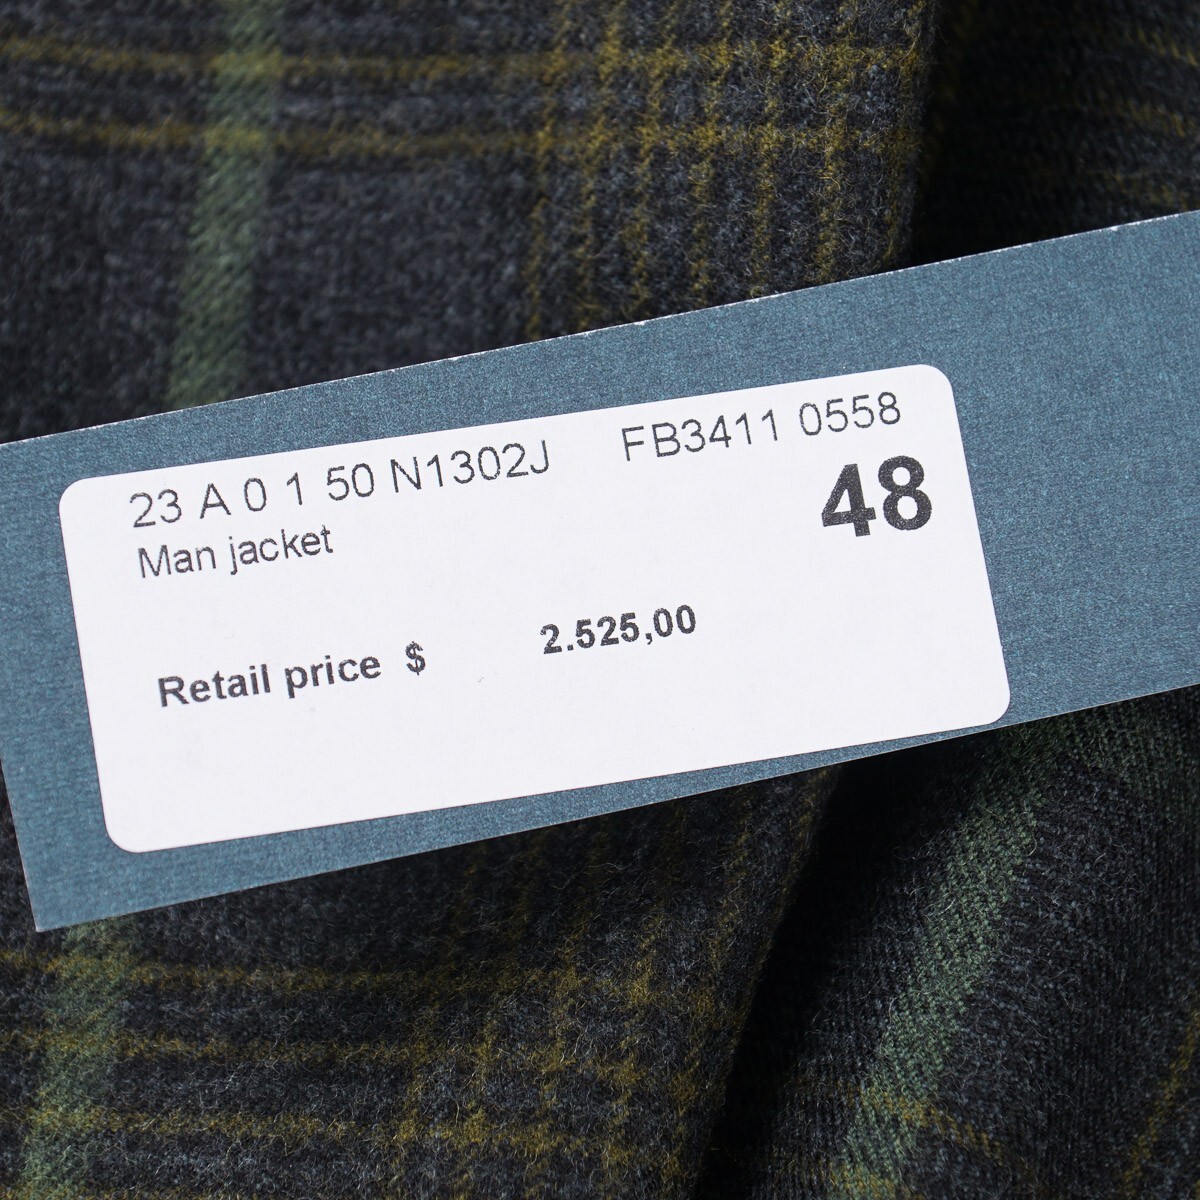 23 A 0 1 50 N1302J FB3411 0558
48
Man jacket
Retail price $ 2.525,00